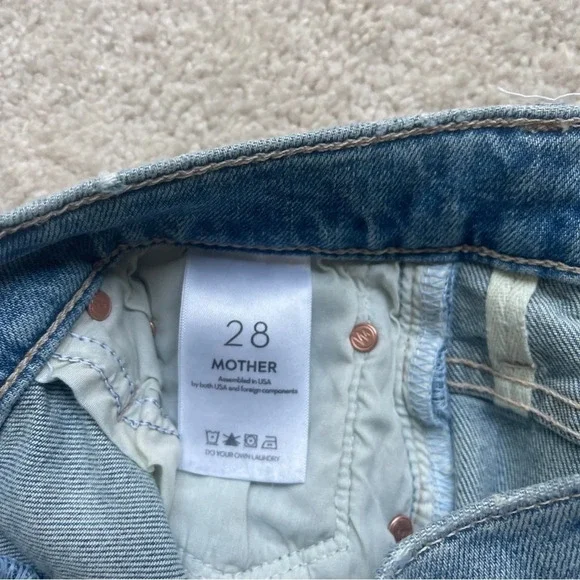 28
MOTHER
Assembled in USA
by both USA and foreign components
DO YOUR OWN LAUNDRY